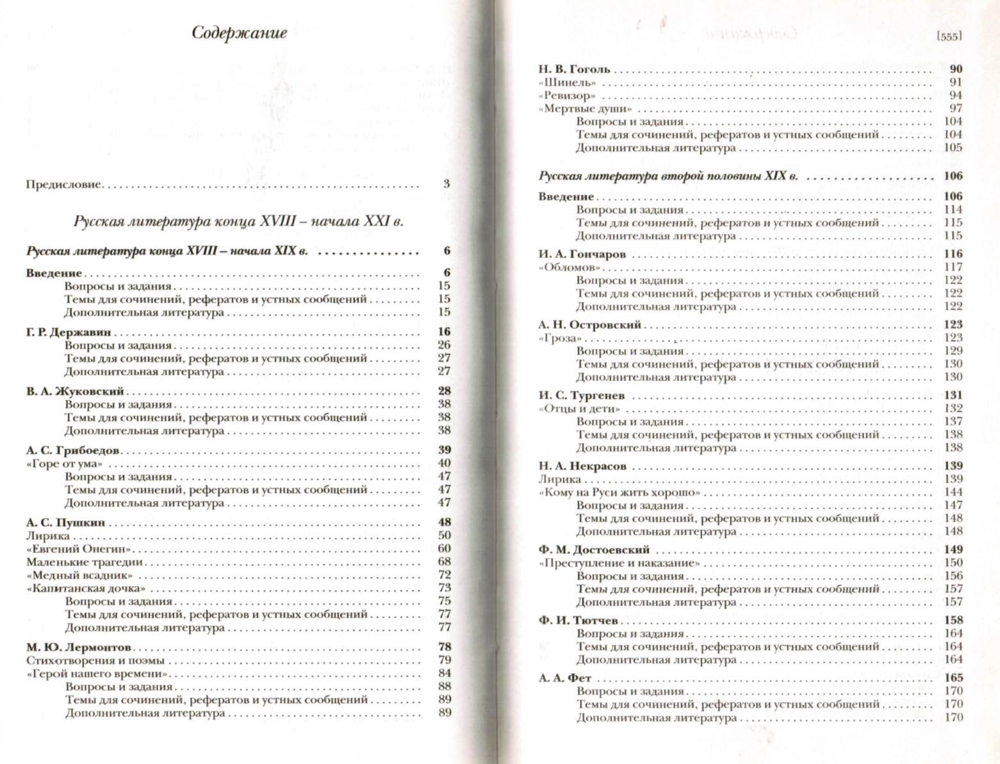 Содержание
Предисловие 3
Русская литература конца XVIII – начала XXI в.
Русская литература конца XVIII – начала XIX в. 6
Введение 6
Вопросы и задания 15
Темы для сочинений, рефератов и устных сообщений 15
Дополнительная литература 15
Г. Р. Державин 16
Вопросы и задания 26
Темы для сочинений, рефератов и устных сообщений 27
Дополнительная литература 27
В. А. Жуковский 28
Вопросы и задания 38
Темы для сочинений, рефератов и устных сообщений 38
Дополнительная литература 38
А. С. Грибоедов 39
«Горе от ума» 40
Вопросы и задания 47
Темы для сочинений, рефератов и устных сообщений 47
Дополнительная литература 47
А. С. Пушкин 48
Лирика 50
«Евгений Онегин» 60
Маленькие трагедии 68
«Медный всадник» 72
«Капитанская дочка» 73
Вопросы и задания 75
Темы для сочинений, рефератов и устных сообщений 77
Дополнительная литература 77
М. Ю. Лермонтов 78
Стихотворения и поэмы 79
«Герой нашего времени» 84
Вопросы и задания 88
Темы для сочинений, рефератов и устных сообщений 89
Дополнительная литература 89
[555]
Н. В. Гоголь 90
«Шинель» 91
«Ревизор» 94
«Мертвые души» 97
Вопросы и задания 104
Темы для сочинений, рефератов и устных сообщений 104
Дополнительная литература 105
Русская литература второй половины XIX в. 106
Введение 106
Вопросы и задания 114
Темы для сочинений, рефератов и устных сообщений 115
Дополнительная литература 115
И. А. Гончаров 116
«Обломов» 117
Вопросы и задания 122
Темы для сочинений, рефератов и устных сообщений 122
Дополнительная литература 122
А. Н. Островский 123
«Гроза» 123
Вопросы и задания 129
Темы для сочинений, рефератов и устных сообщений 130
Дополнительная литература 130
И. С. Тургенев 131
«Отцы и дети» 132
Вопросы и задания 137
Темы для сочинений, рефератов и устных сообщений 138
Дополнительная литература 138
Н. А. Некрасов 139
Лирика 139
«Кому на Руси жить хорошо» 144
Вопросы и задания 147
Темы для сочинений, рефератов и устных сообщений 148
Дополнительная литература 148
Ф. М. Достоевский 149
«Преступление и наказание» 150
Вопросы и задания 156
Темы для сочинений, рефератов и устных сообщений 157
Дополнительная литература 157
Ф. И. Тютчев 158
Вопросы и задания 164
Темы для сочинений, рефератов и устных сообщений 164
Дополнительная литература 164
А. А. Фет 165
Вопросы и задания 170
Темы для сочинений, рефератов и устных сообщений 170
Дополнительная литература 170